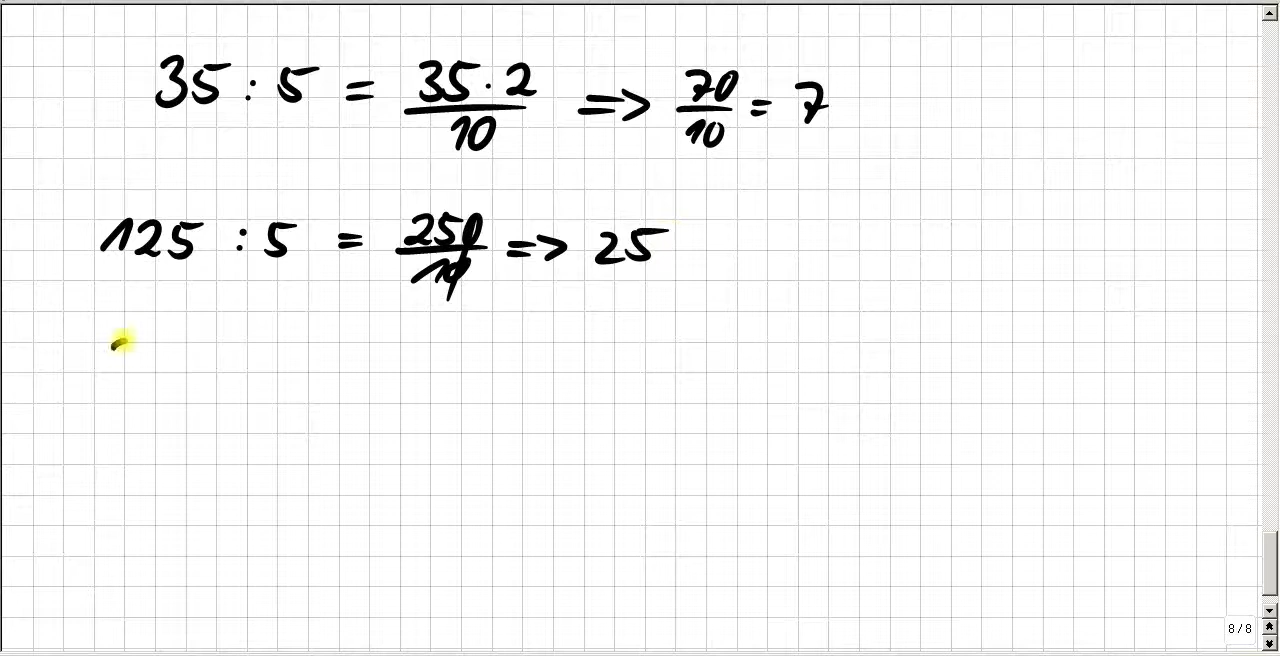 35 : 5 = 35 · 2 / 10 => 70/10 = 7
125 : 5 = 250/10 => 25
8/8